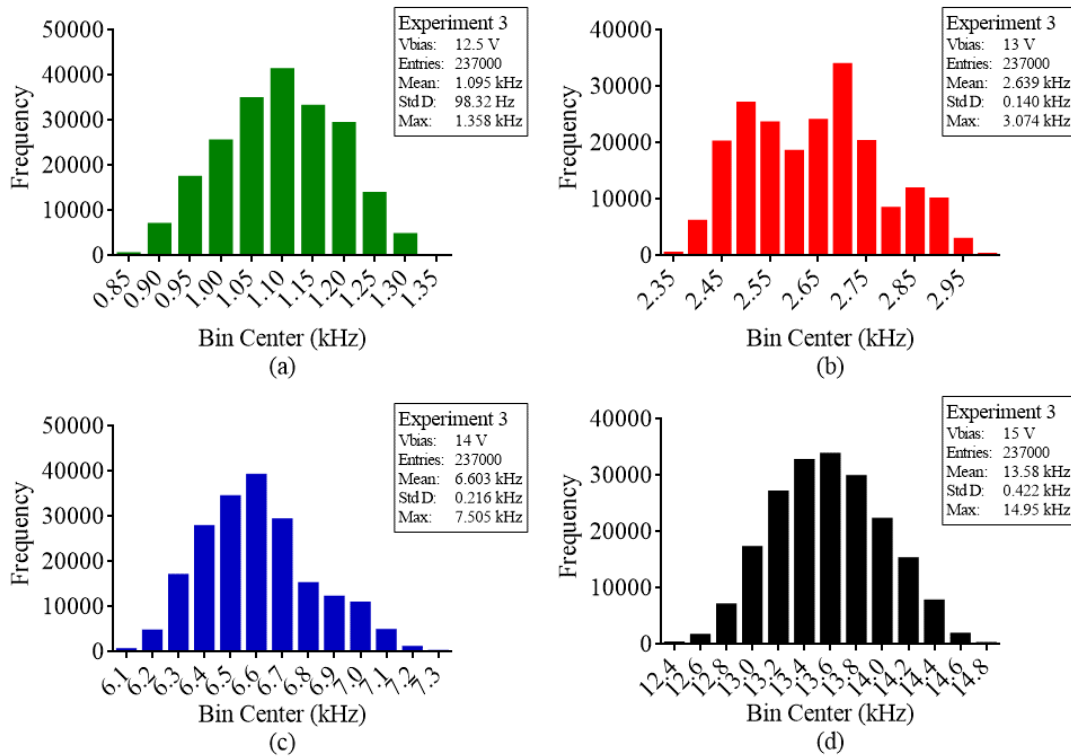 50000
40000
30000
20000
10000
0
Frequency
0.85
0.90
0.95
1.00
1.05
1.10
1.15
1.20
1.25
1.30
1.35
Bin Center (kHz)
(a)
Experiment 3
Vbias: 12.5 V
Entries: 237000
Mean: 1.095 kHz
Std D: 98.32 Hz
Max: 1.358 kHz
40000
30000
20000
10000
0
Frequency
2.35
2.45
2.55
2.65
2.75
2.85
2.95
Bin Center (kHz)
(b)
Experiment 3
Vbias: 13 V
Entries: 237000
Mean: 2.639 kHz
Std D: 0.140 kHz
Max: 3.074 kHz
50000
40000
30000
20000
10000
0
Frequency
6.1
6.2
6.3
6.4
6.5
6.6
6.7
6.8
6.9
7.0
7.1
7.2
7.3
Bin Center (kHz)
(c)
Experiment 3
Vbias: 14 V
Entries: 237000
Mean: 6.603 kHz
Std D: 0.216 kHz
Max: 7.505 kHz
40000
30000
20000
10000
0
Frequency
12.4
12.6
12.8
13.0
13.2
13.4
13.6
13.8
14.0
14.2
14.4
14.6
14.8
Bin Center (kHz)
(d)
Experiment 3
Vbias: 15 V
Entries: 237000
Mean: 13.58 kHz
Std D: 0.422 kHz
Max: 14.95 kHz